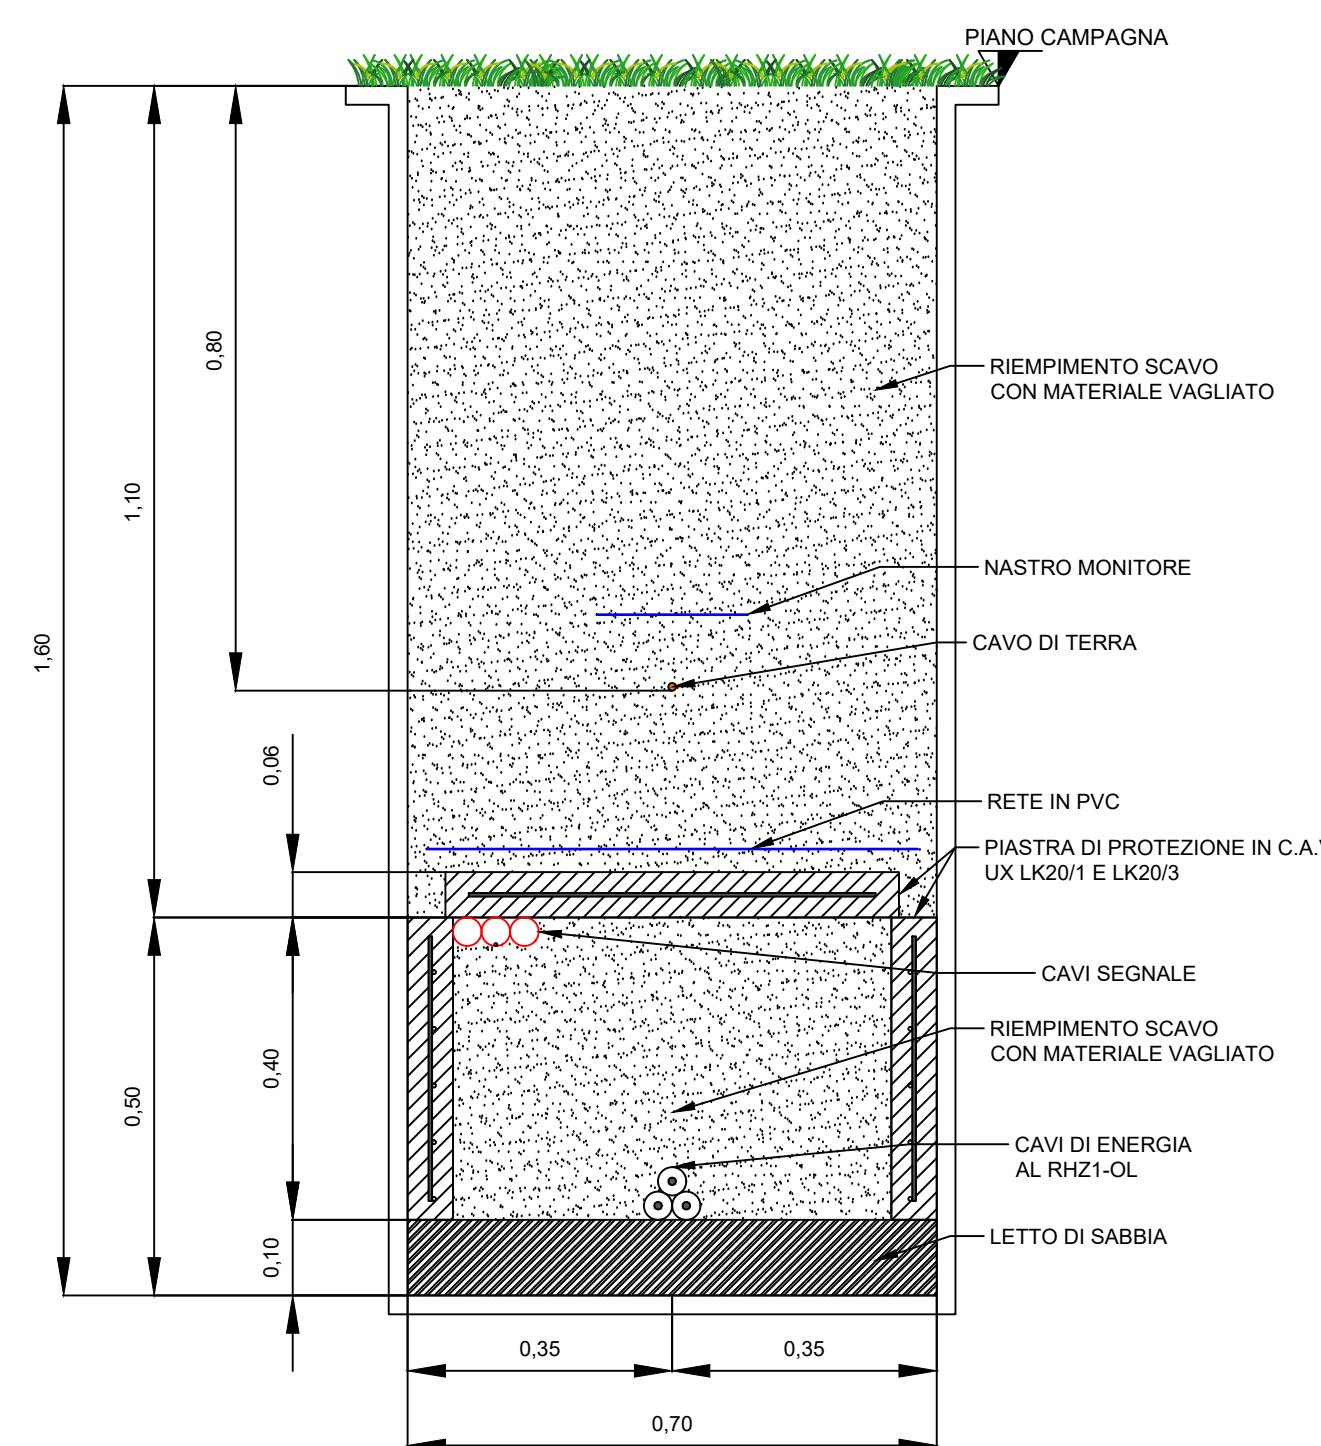 PIANO CAMPAGNA
0,80
RIEMPIMENTO SCAVO
CON MATERIALE VAGLIATO
1,10
NASTRO MONITORE
1,60
CAVO DI TERRA
0,06
RETE IN PVC
PIASTRA DI PROTEZIONE IN C.A.
UX LK20/1 E LK20/3
CAVI SEGNALE
RIEMPIMENTO SCAVO
CON MATERIALE VAGLIATO
0,40
0,50
CAVI DI ENERGIA
AL RHZ1-OL
LETTO DI SABBIA
0,10
0,35
0,35
0,70